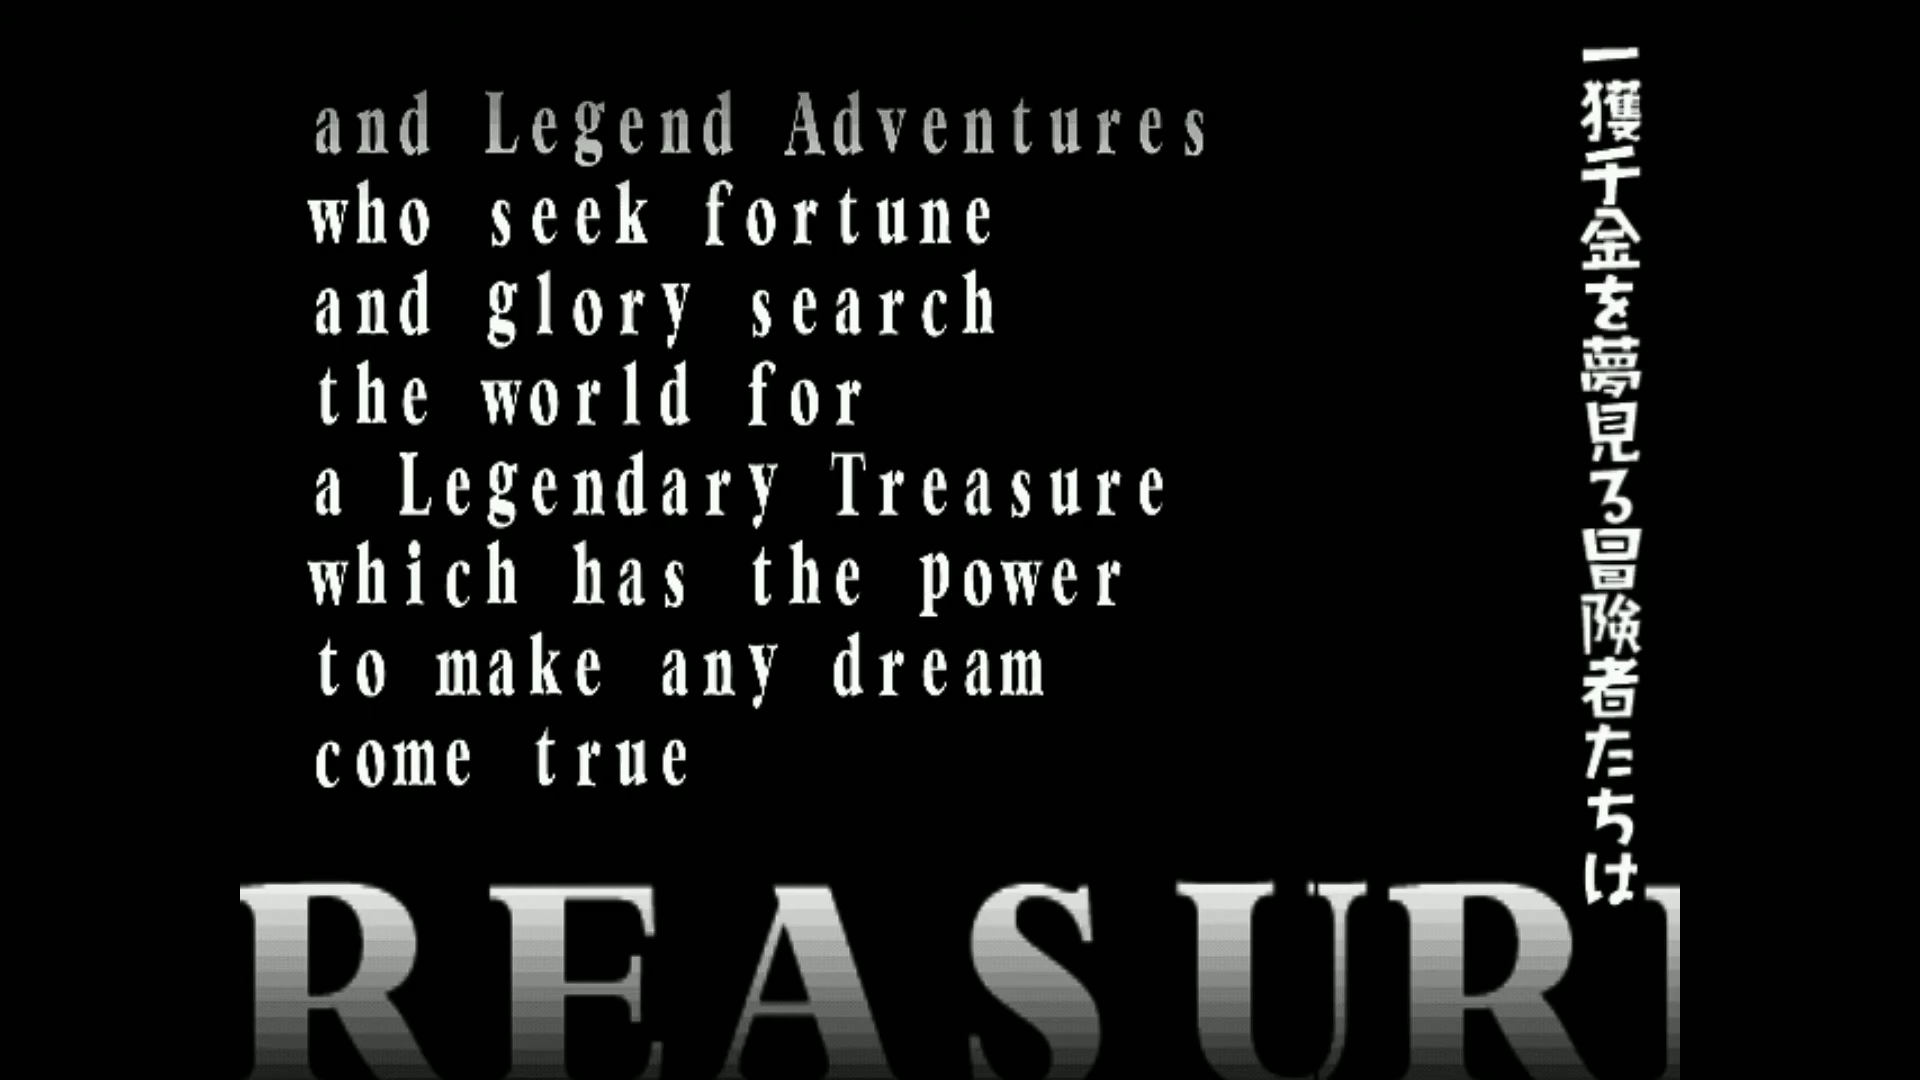 and Legend Adventures
who seek fortune
and glory search
the world for
a Legendary Treasure
which has the power
to make any dream
come true
一獲千金を夢見る冒険者たちは
REASUR